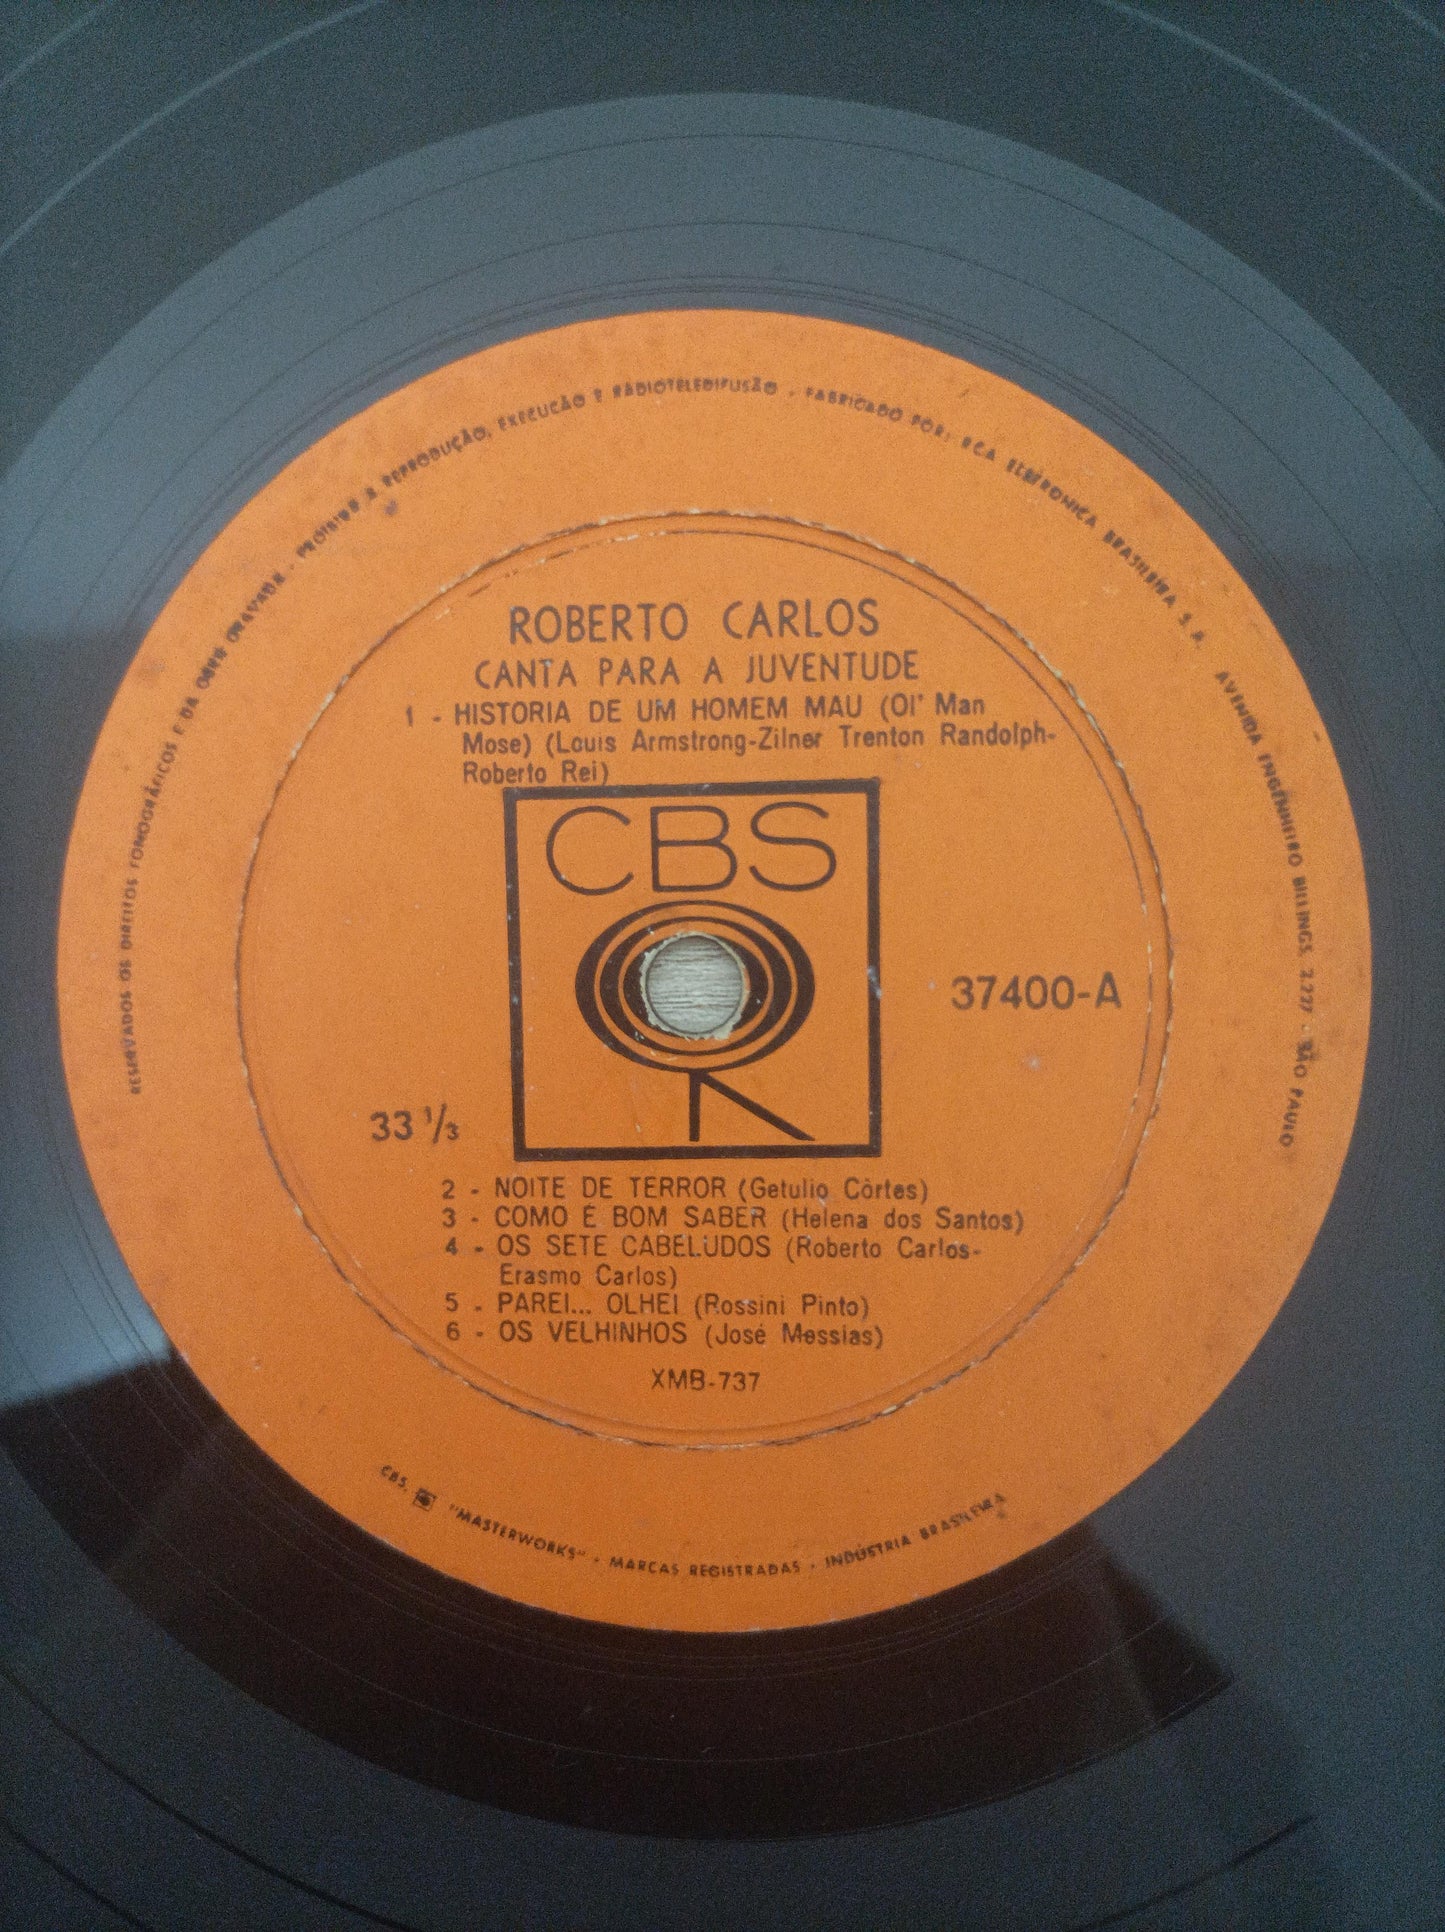 RESERVADOS OS DIREITOS FONOGRÁFICOS E DA OBRA GRAVADA - PROIBIDO A REPRODUÇÃO, EXECUÇÃO E RADIOTELEDIFUSÃO - FABRICADO POR: RCA ELETRONICA BRASILEIRA S. A. AVENIDA ENGENHEIRO BILLINGS, 2.227 - SÃO PAULO
ROBERTO CARLOS
CANTA PARA A JUVENTUDE
1 - HISTORIA DE UM HOMEM MAU (Ol' Man
Mose) (Louis Armstrong-Zilner Trenton Randolph-
Roberto Rei)
CBS
37400-A
33 1/3
2 - NOITE DE TERROR (Getulio Côrtes)
3 - COMO É BOM SABER (Helena dos Santos)
4 - OS SETE CABELUDOS (Roberto Carlos-
Erasmo Carlos)
5 - PAREI... OLHEI (Rossini Pinto)
6 - OS VELHINHOS (José Messias)
XMB-737
CBS, "MASTERWORKS" - MARCAS REGISTRADAS - INDÚSTRIA BRASILEIRA